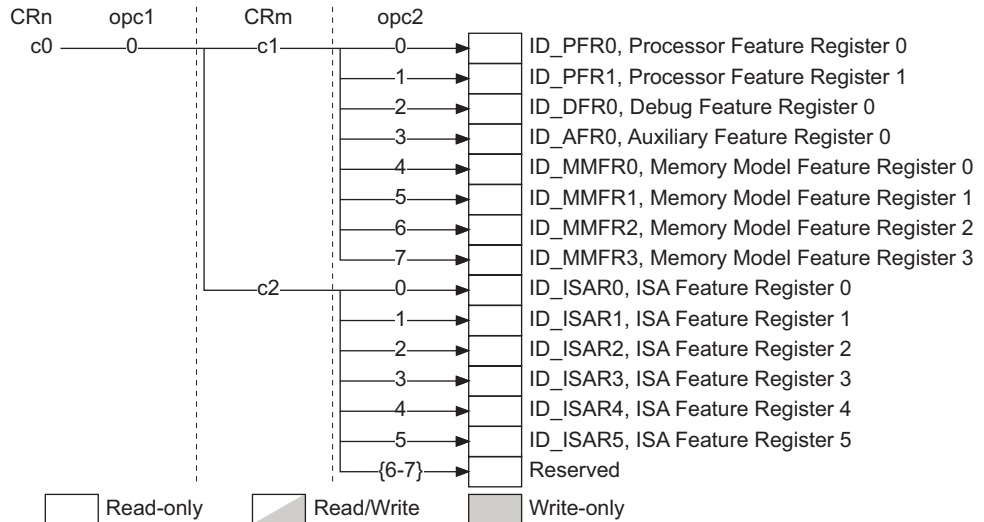 CRn opc1 CRm opc2
c0 0 c1 0 ID_PFR0, Processor Feature Register 0
1 ID_PFR1, Processor Feature Register 1
2 ID_DFR0, Debug Feature Register 0
3 ID_AFR0, Auxiliary Feature Register 0
4 ID_MMFR0, Memory Model Feature Register 0
5 ID_MMFR1, Memory Model Feature Register 1
6 ID_MMFR2, Memory Model Feature Register 2
7 ID_MMFR3, Memory Model Feature Register 3
c2 0 ID_ISAR0, ISA Feature Register 0
1 ID_ISAR1, ISA Feature Register 1
2 ID_ISAR2, ISA Feature Register 2
3 ID_ISAR3, ISA Feature Register 3
4 ID_ISAR4, ISA Feature Register 4
5 ID_ISAR5, ISA Feature Register 5
{6-7} Reserved
Read-only Read/Write Write-only